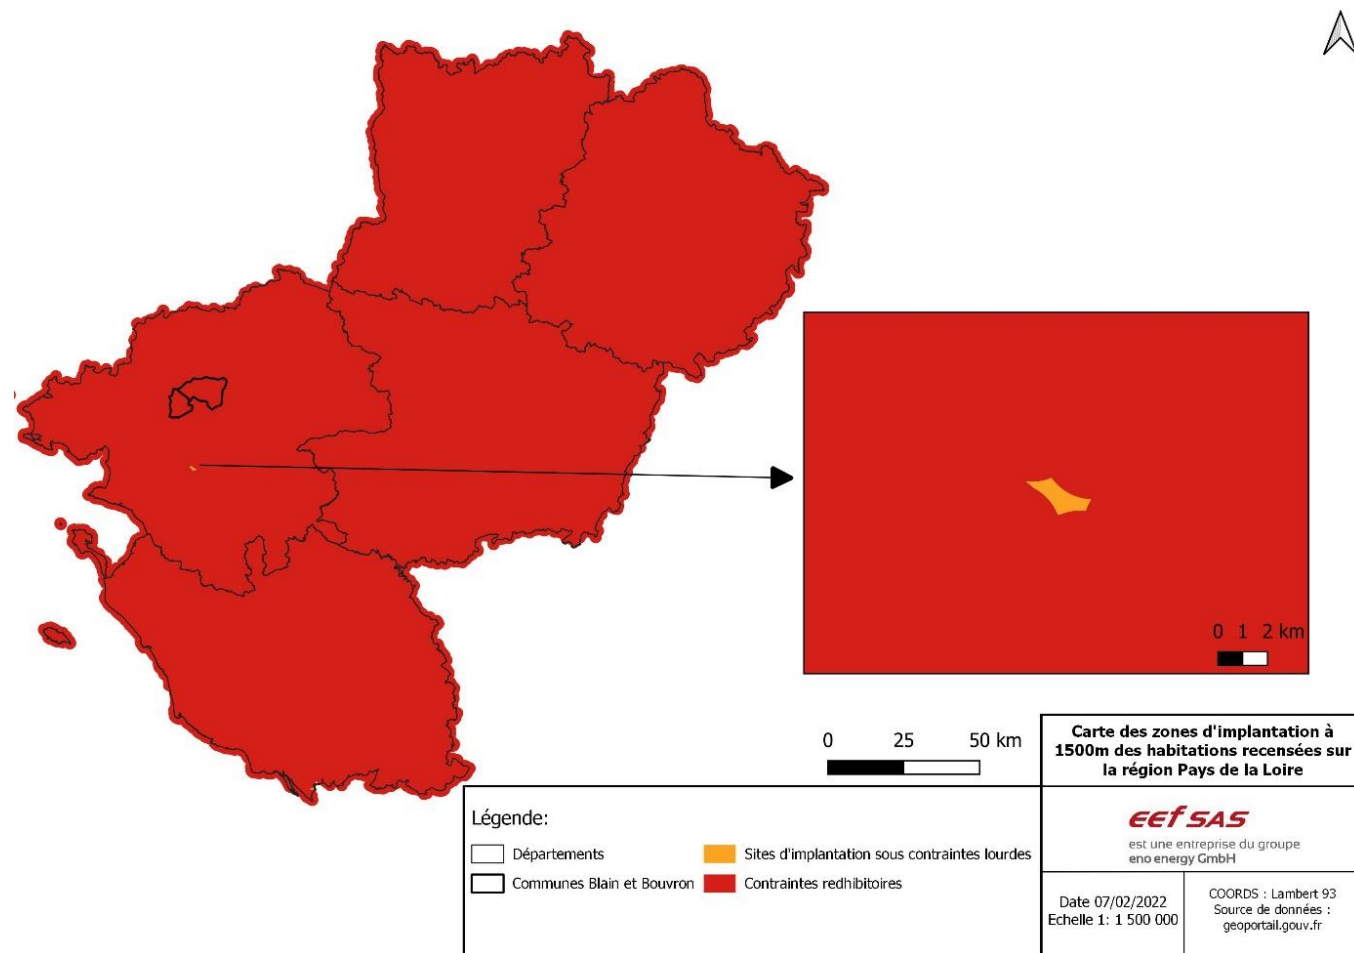 0 1 2 km
0 25 50 km
Carte des zones d'implantation à
1500m des habitations recensées sur
la région Pays de la Loire
Légende:
Départements
Sites d'implantation sous contraintes lourdes
Communes Blain et Bouvron
Contraintes redhibitoires
eef SAS
est une entreprise du groupe
eno energy GmbH
Date 07/02/2022
Echelle 1: 1 500 000
COORDS : Lambert 93
Source de données :
geoportail.gouv.fr